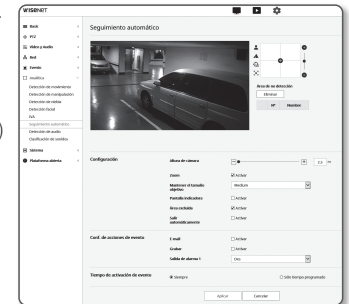 WISENET
Basic
PTZ
Vídeo y Audio
Red
Evento
Analítica
Detección de movimiento
Detección de manipulación
Detección de niebla
Detección facial
IVA
Seguimiento automático
Detección de audio
Clasificación de sonidos
Sistema
Plataforma abierta
Seguimiento automático
Área de no detección
Eliminar
Nº Nombre
Configuración
Altura de cámara
2.5 m
Zoom Activar
Mantener el tamaño objetivo Medium
Pantalla indicadora Activar
Área excluida Activar
Salir automáticamente Activar
Conf. de acciones de evento
E-mail Activar
Grabar Activar
Salida de alarma 1 Des
Tiempo de activación de evento
Siempre
Sólo tiempo programado
Aplicar Cancelar